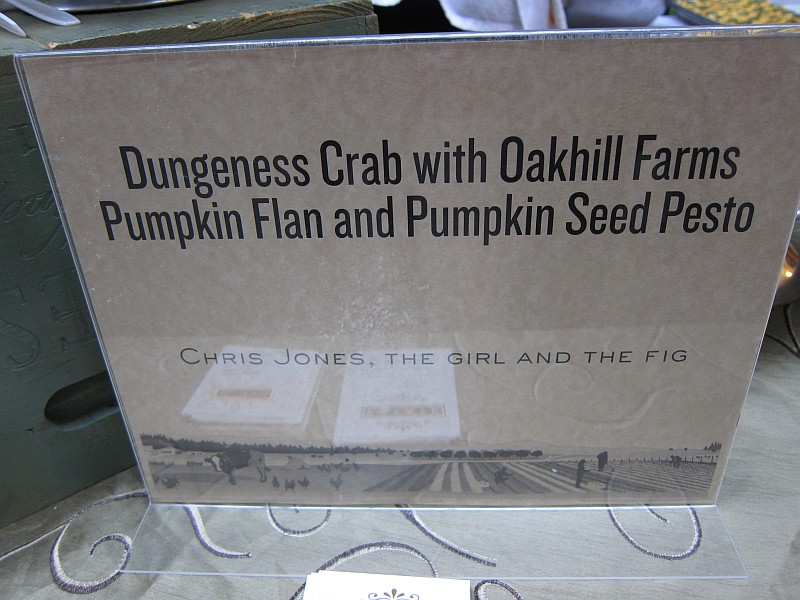 Dungeness Crab with Oakhill Farms
Pumpkin Flan and Pumpkin Seed Pesto
Chris Jones, the girl and the fig